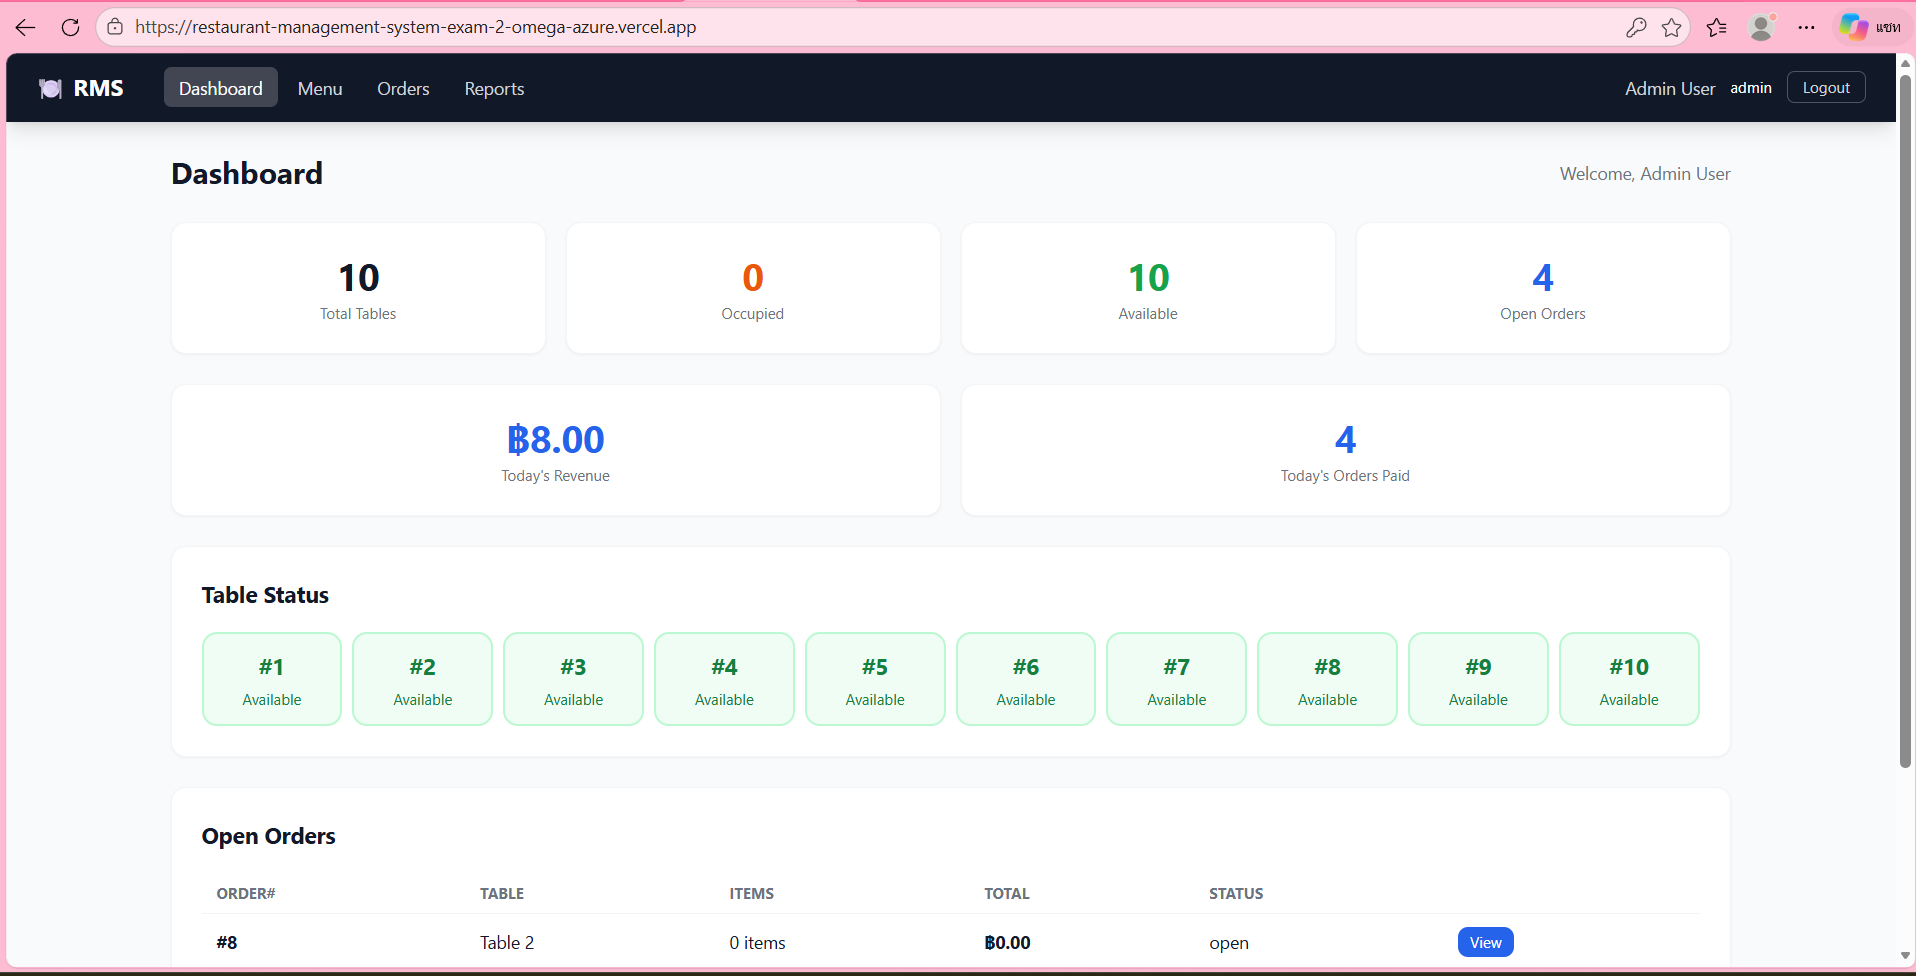 https://restaurant-management-system-exam-2-omega-azure.vercel.app
แชท
RMS Dashboard Menu Orders Reports Admin User admin Logout
Dashboard Welcome, Admin User
10 0 10 4
Total Tables Occupied Available Open Orders
฿8.00 4
Today's Revenue Today's Orders Paid
Table Status
#1 #2 #3 #4 #5 #6 #7 #8 #9 #10
Available Available Available Available Available Available Available Available Available Available
Open Orders
ORDER# TABLE ITEMS TOTAL STATUS
#8 Table 2 0 items ฿0.00 open View